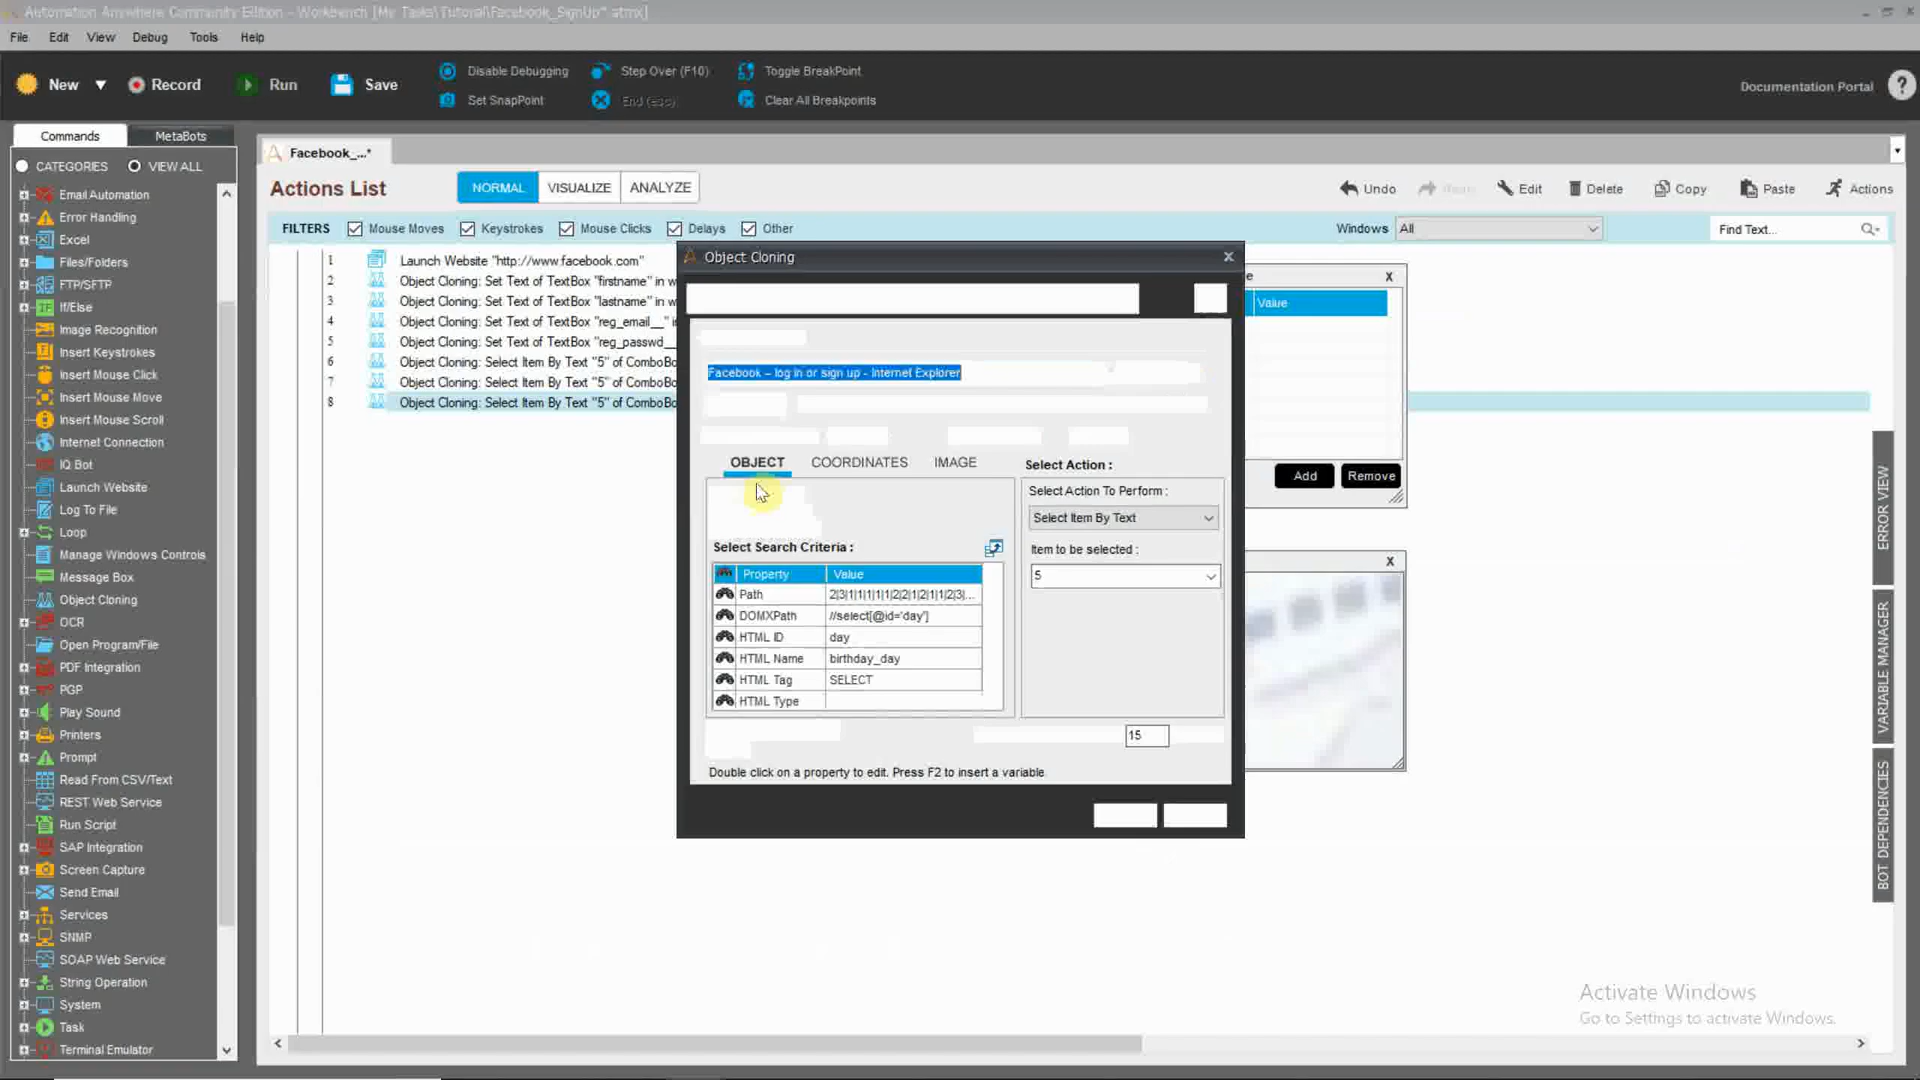 Automation Anywhere Community Edition - Workbench [My Tasks\Tutorial\Facebook_SignUp* atmx]
File Edit View Debug Tools Help
New Record Run Save
Disable Debugging Step Over (F10) Toggle BreakPoint
Set SnapPoint End (esc) Clear All Breakpoints
Documentation Portal ?
Commands MetaBots
CATEGORIES VIEW ALL
Email Automation
Error Handling
Excel
Files/Folders
FTP/SFTP
If/Else
Image Recognition
Insert Keystrokes
Insert Mouse Click
Insert Mouse Move
Insert Mouse Scroll
Internet Connection
IQ Bot
Launch Website
Log To File
Loop
Manage Windows Controls
Message Box
Object Cloning
OCR
Open Program/File
PDF Integration
PGP
Play Sound
Printers
Prompt
Read From CSV/Text
REST Web Service
Run Script
SAP Integration
Screen Capture
Send Email
Services
SNMP
SOAP Web Service
String Operation
System
Task
Terminal Emulator
Facebook_...*
Actions List NORMAL VISUALIZE ANALYZE
Undo Edit Delete Copy Paste Actions
FILTERS Mouse Moves Keystrokes Mouse Clicks Delays Other
Windows All Find Text...
1 Launch Website "http://www.facebook.com"
2 Object Cloning: Set Text of TextBox "firstname" in w
3 Object Cloning: Set Text of TextBox "lastname" in w
4 Object Cloning: Set Text of TextBox "reg_email__" i
5 Object Cloning: Set Text of TextBox "reg_passwd__
6 Object Cloning: Select Item By Text "5" of ComboBo
7 Object Cloning: Select Item By Text "5" of ComboBo
8 Object Cloning: Select Item By Text "5" of ComboBo
Object Cloning X
Facebook – log in or sign up - Internet Explorer
OBJECT COORDINATES IMAGE
Select Search Criteria :
Property Value
Path 2|3|1|1|1|1|1|2|2|1|2|1|1|2|3|...
DOMXPath //select[@id='day']
HTML ID day
HTML Name birthday_day
HTML Tag SELECT
HTML Type
Select Action :
Select Action To Perform :
Select Item By Text
Item to be selected :
5
15
Double click on a property to edit. Press F2 to insert a variable.
e X
Value
Add Remove
X
ERROR VIEW
VARIABLE MANAGER
BOT DEPENDENCIES
Activate Windows
Go to Settings to activate Windows.